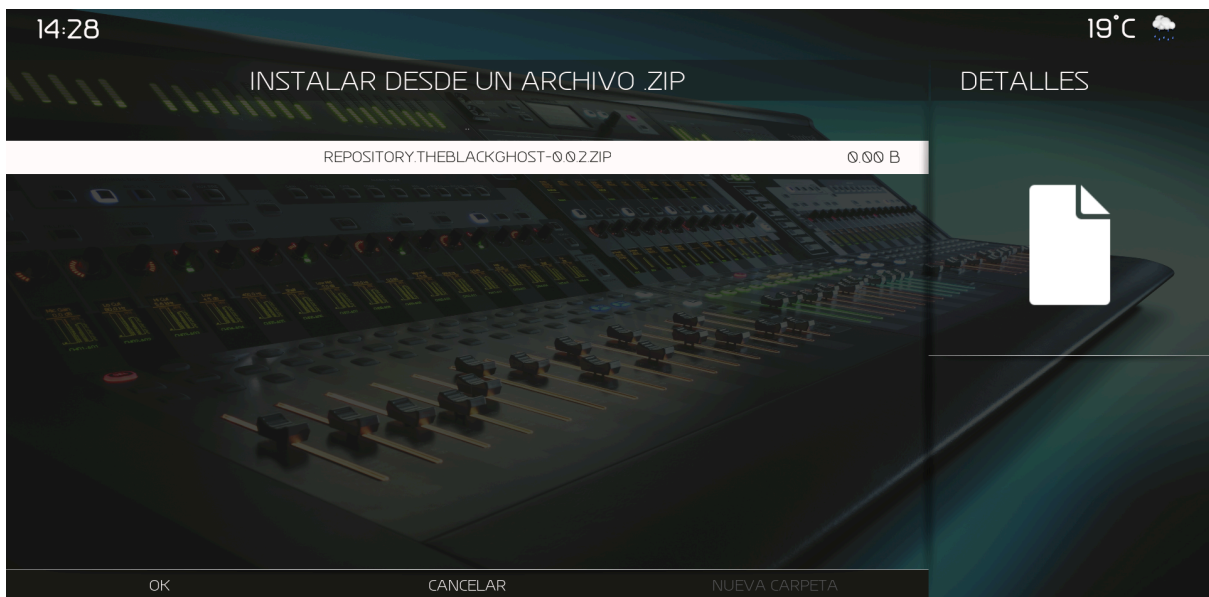 14:28
19°C
INSTALAR DESDE UN ARCHIVO .ZIP
DETALLES
..
REPOSITORY.THEBLACKGHOST-0.0.2.ZIP 0.00 B
OK CANCELAR NUEVA CARPETA